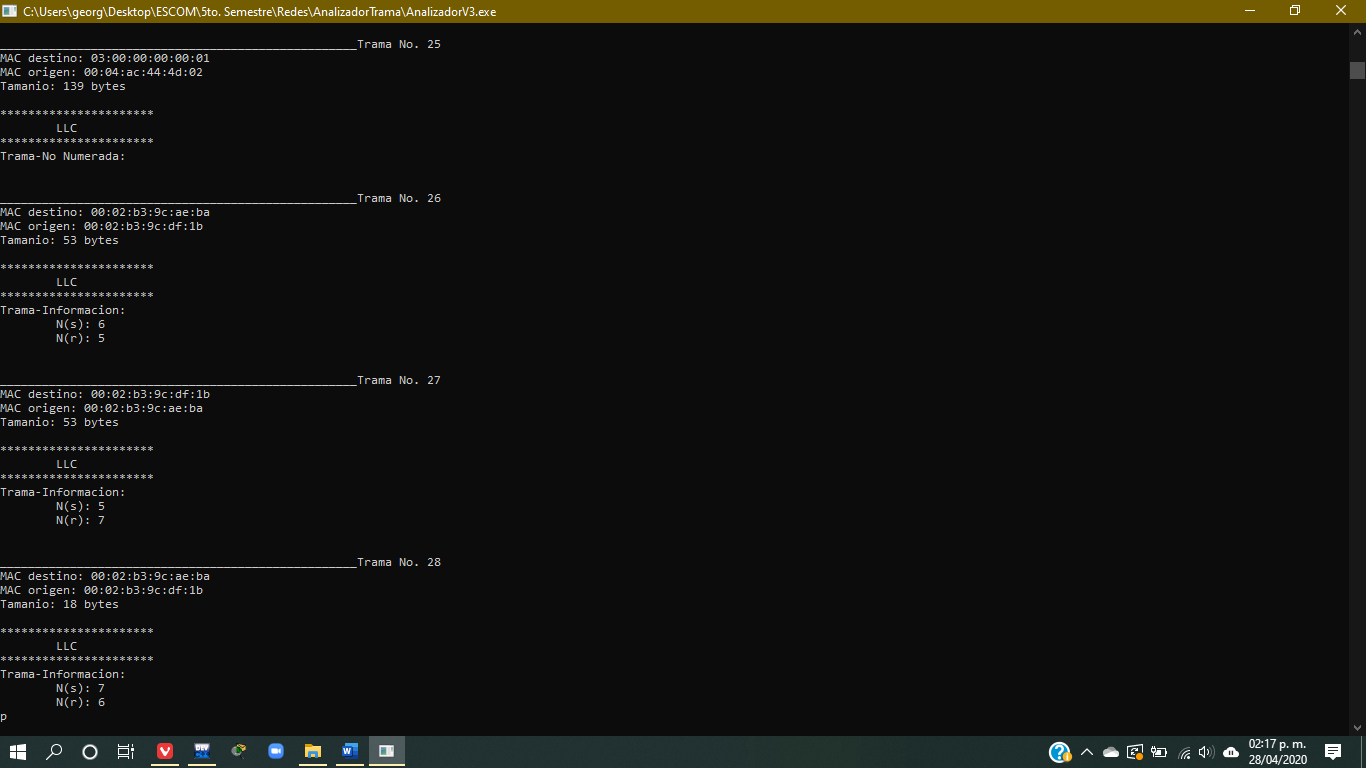 C:\Users\georg\Desktop\ESCOM\5to. Semestre\Redes\AnalizadorTrama\AnalizadorV3.exe
___________________________________________________Trama No. 25
MAC destino: 03:00:00:00:00:01
MAC origen: 00:04:ac:44:4d:02
Tamanio: 139 bytes
**********************
LLC
**********************
Trama-No Numerada:
___________________________________________________Trama No. 26
MAC destino: 00:02:b3:9c:ae:ba
MAC origen: 00:02:b3:9c:df:1b
Tamanio: 53 bytes
**********************
LLC
**********************
Trama-Informacion:
N(s): 6
N(r): 5
___________________________________________________Trama No. 27
MAC destino: 00:02:b3:9c:df:1b
MAC origen: 00:02:b3:9c:ae:ba
Tamanio: 53 bytes
**********************
LLC
**********************
Trama-Informacion:
N(s): 5
N(r): 7
___________________________________________________Trama No. 28
MAC destino: 00:02:b3:9c:ae:ba
MAC origen: 00:02:b3:9c:df:1b
Tamanio: 18 bytes
**********************
LLC
**********************
Trama-Informacion:
N(s): 7
N(r): 6
p
DEV
W
02:17 p. m.
28/04/2020